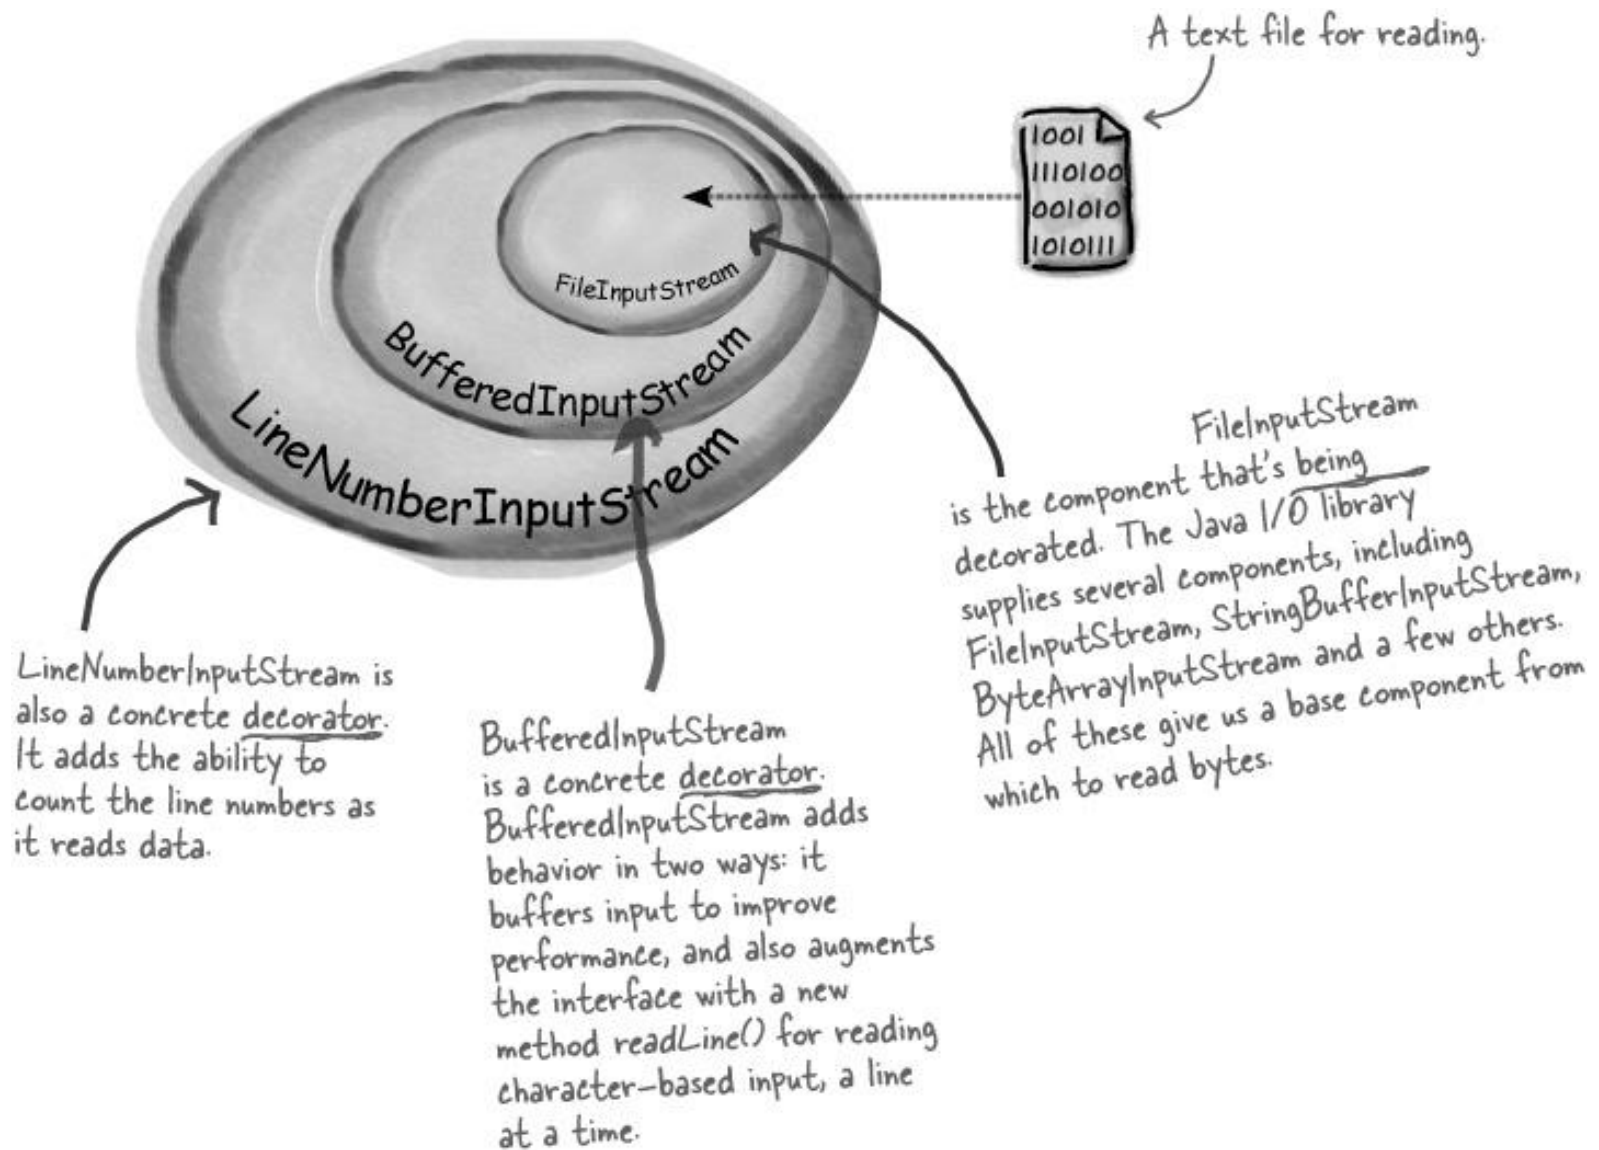 A text file for reading.
1001
1110100
001010
1010111
FileInputStream
BufferedInputStream
LineNumberInputStream
FileInputStream
is the component that's being
decorated. The Java I/O library
supplies several components, including
FileInputStream, StringBufferInputStream,
ByteArrayInputStream and a few others.
All of these give us a base component from
which to read bytes.
LineNumberInputStream is
also a concrete decorator.
It adds the ability to
count the line numbers as
it reads data.
BufferedInputStream
is a concrete decorator.
BufferedInputStream adds
behavior in two ways: it
buffers input to improve
performance, and also augments
the interface with a new
method readLine() for reading
character-based input, a line
at a time.